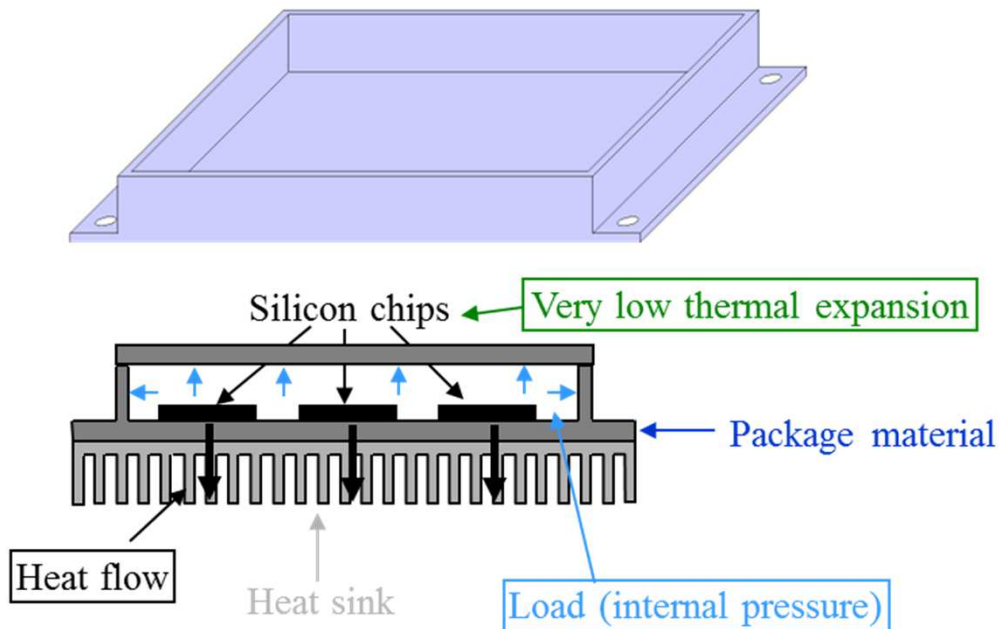 Silicon chips
Very low thermal expansion
Package material
Heat flow
Heat sink
Load (internal pressure)